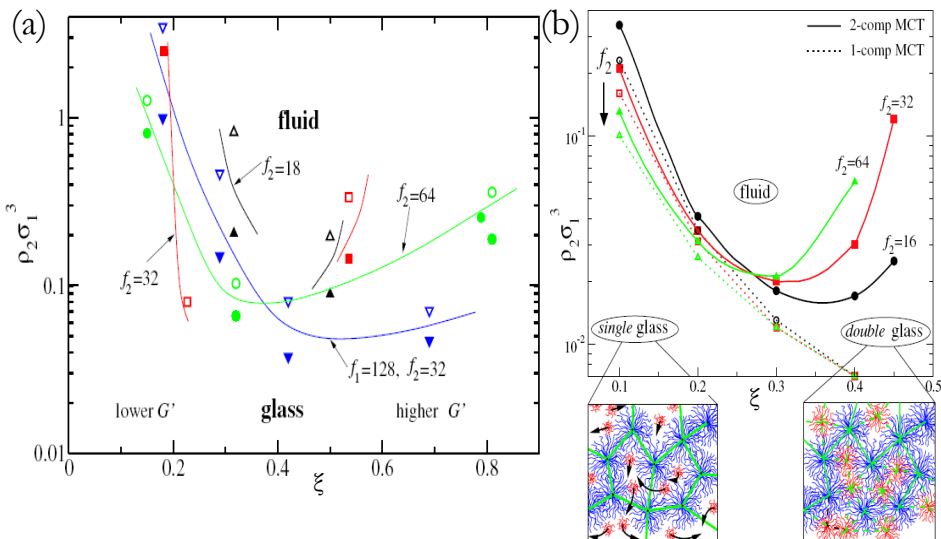 (a)
fluid
f₂=18
f₂=64
f₂=32
f₁=128, f₂=32
lower G’
glass
higher G’
ρ₂σ₁³
1
0.1
0.01
0
0.2
0.4
0.6
0.8
ξ
(b)
2-comp MCT
1-comp MCT
f₂
f₂=32
f₂=64
fluid
f₂=16
single glass
double glass
ρ₂σ₁³
10⁻¹
10⁻²
0.1
0.2
0.3
0.4
0.5
ξ